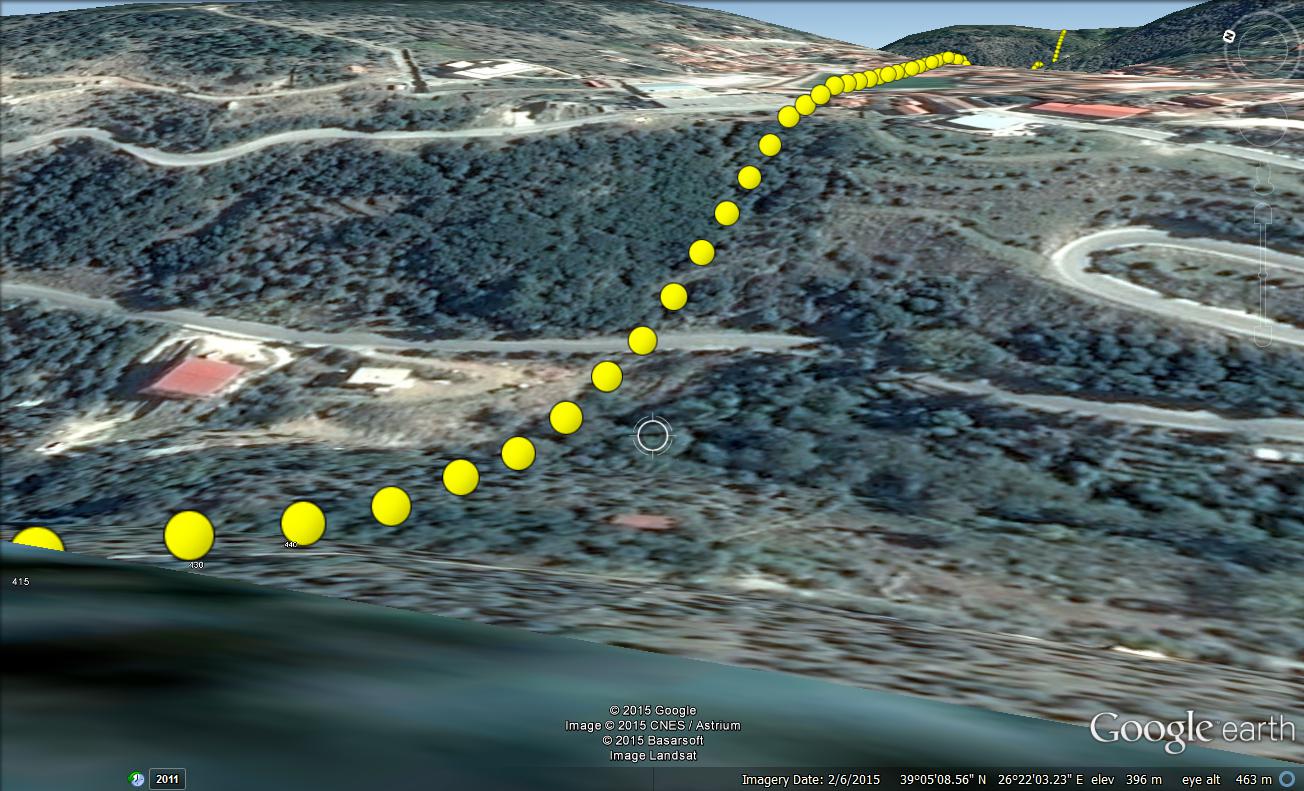 N
440
430
415
© 2015 Google
Image © 2015 CNES / Astrium
© 2015 Basarsoft
Image Landsat
Google earth
2011
Imagery Date: 2/6/2015 39°05'08.56" N 26°22'03.23" E elev 396 m eye alt 463 m